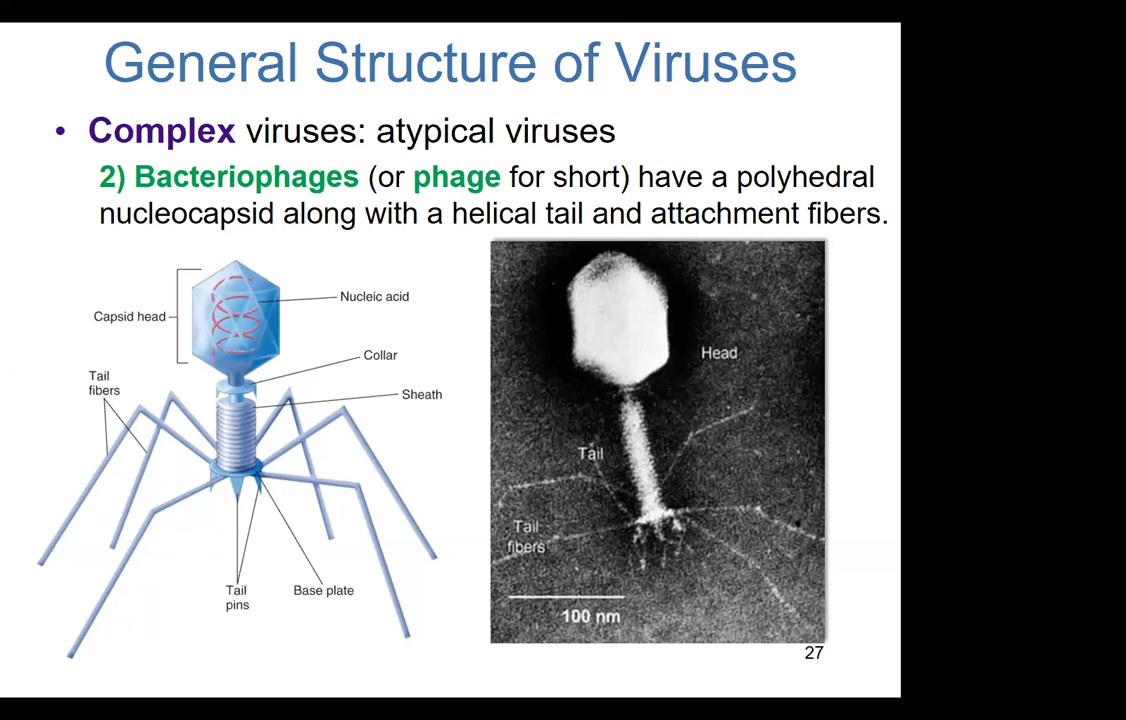 General Structure of Viruses
• Complex viruses: atypical viruses
2) Bacteriophages (or phage for short) have a polyhedral
nucleocapsid along with a helical tail and attachment fibers.
Capsid head
Nucleic acid
Collar
Tail
fibers
Sheath
Tail
pins
Base plate
Head
Tail
Tail
fibers
100 nm
27